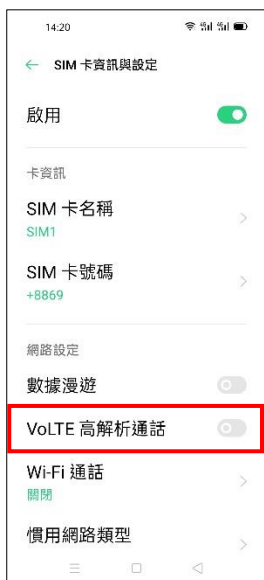 14:20
SIM 卡資訊與設定
啟用
卡資訊
SIM 卡名稱
SIM1
SIM 卡號碼
+8869
網路設定
數據漫遊
VoLTE 高解析通話
Wi-Fi 通話
關閉
慣用網路類型